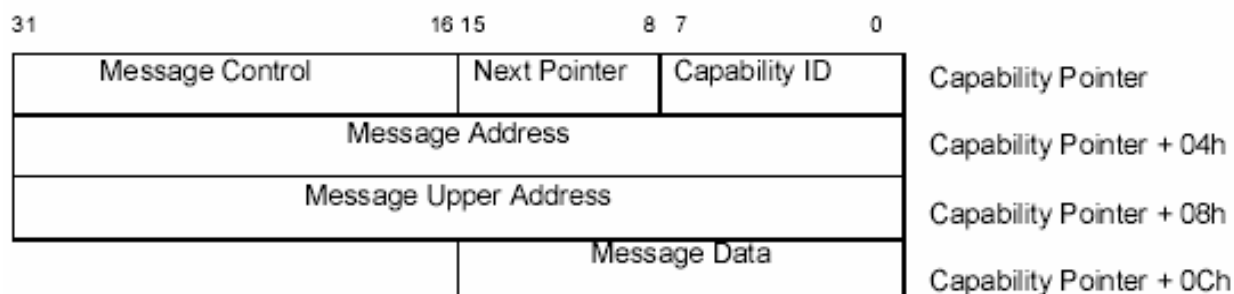 31 16 15 8 7 0
Message Control Next Pointer Capability ID Capability Pointer
Message Address Capability Pointer + 04h
Message Upper Address Capability Pointer + 08h
Message Data Capability Pointer + 0Ch